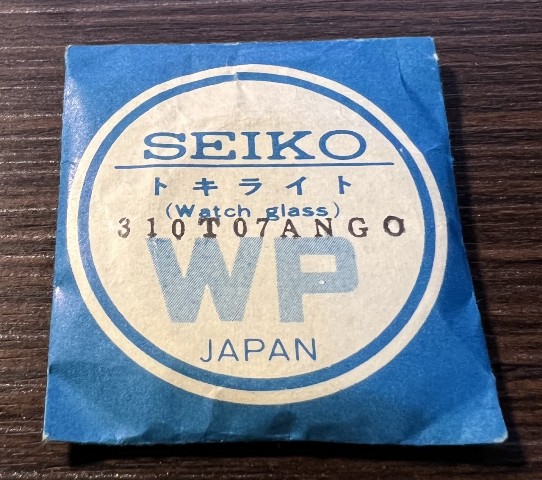 SEIKO
トキライト
(Watch glass)
310T07ANGO
WP
JAPAN